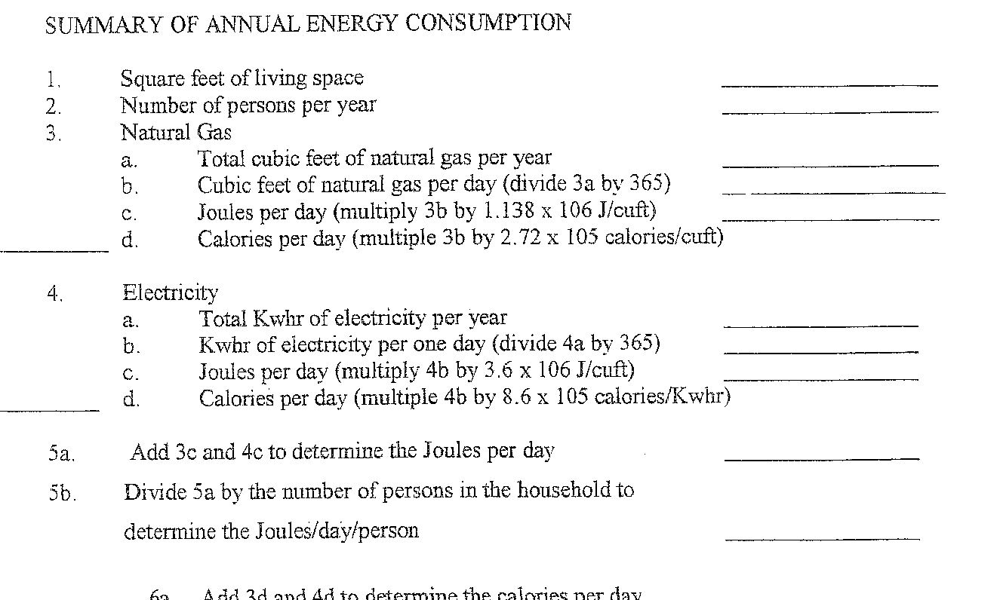 SUMMARY OF ANNUAL ENERGY CONSUMPTION
1. Square feet of living space
2. Number of persons per year
3. Natural Gas
a. Total cubic feet of natural gas per year
b. Cubic feet of natural gas per day (divide 3a by 365)
c. Joules per day (multiply 3b by 1.138 x 106 J/cuft)
d. Calories per day (multiple 3b by 2.72 x 105 calories/cuft)
4. Electricity
a. Total Kwhr of electricity per year
b. Kwhr of electricity per one day (divide 4a by 365)
c. Joules per day (multiply 4b by 3.6 x 106 J/cuft)
d. Calories per day (multiple 4b by 8.6 x 105 calories/Kwhr)
5a. Add 3c and 4c to determine the Joules per day
5b. Divide 5a by the number of persons in the household to
determine the Joules/day/person
6a. Add 3d and 4d to determine the calories per day